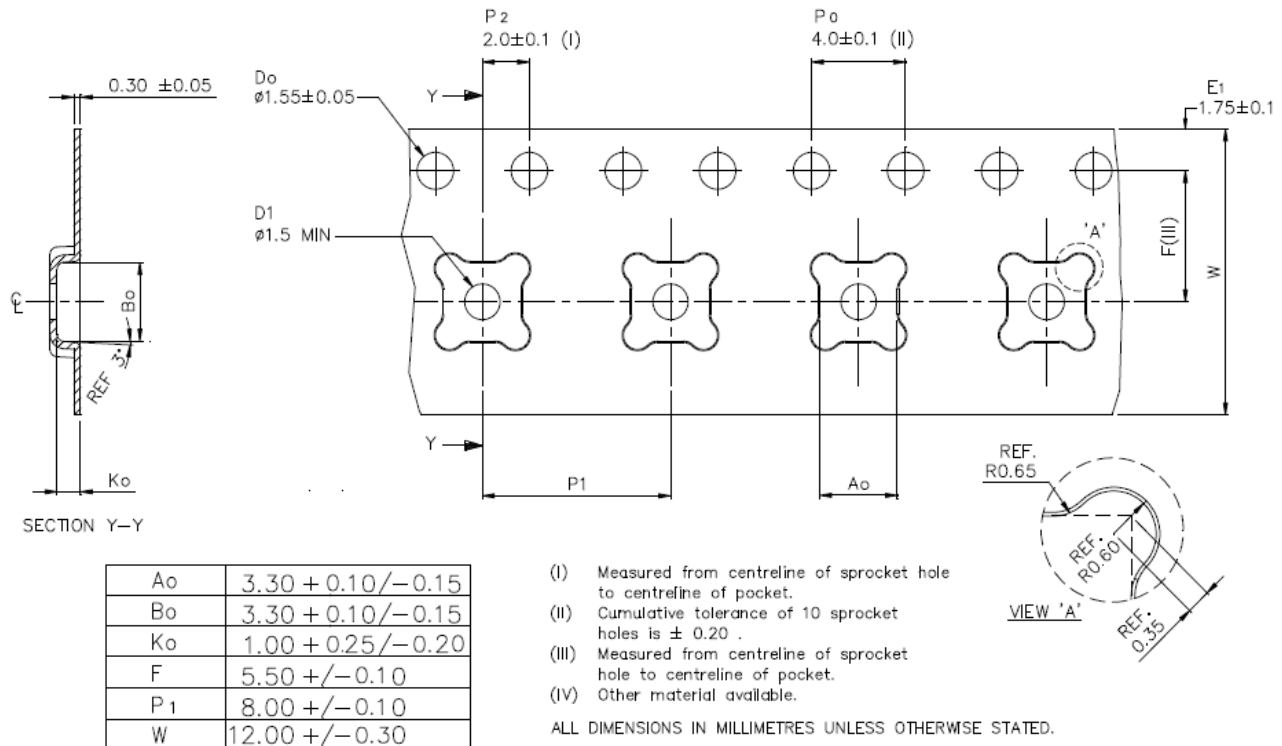 P2
2.0±0.1 (I)
Po
4.0±0.1 (II)
0.30 ±0.05
Do
ø1.55±0.05
Y
E1
1.75±0.1
D1
ø1.5 MIN
'A'
F(III)
W
CL
Bo
REF 3°
Y
Ko
P1
Ao
SECTION Y-Y
REF.
R0.65
REF.
R0.60
REF.
0.35
VIEW 'A'
Ao 3.30 +0.10/-0.15
Bo 3.30 +0.10/-0.15
Ko 1.00 +0.25/-0.20
F 5.50 +/-0.10
P1 8.00 +/-0.10
W 12.00 +/-0.30
(I) Measured from centreline of sprocket hole
to centreline of pocket.
(II) Cumulative tolerance of 10 sprocket
holes is ± 0.20 .
(III) Measured from centreline of sprocket
hole to centreline of pocket.
(IV) Other material available.
ALL DIMENSIONS IN MILLIMETRES UNLESS OTHERWISE STATED.